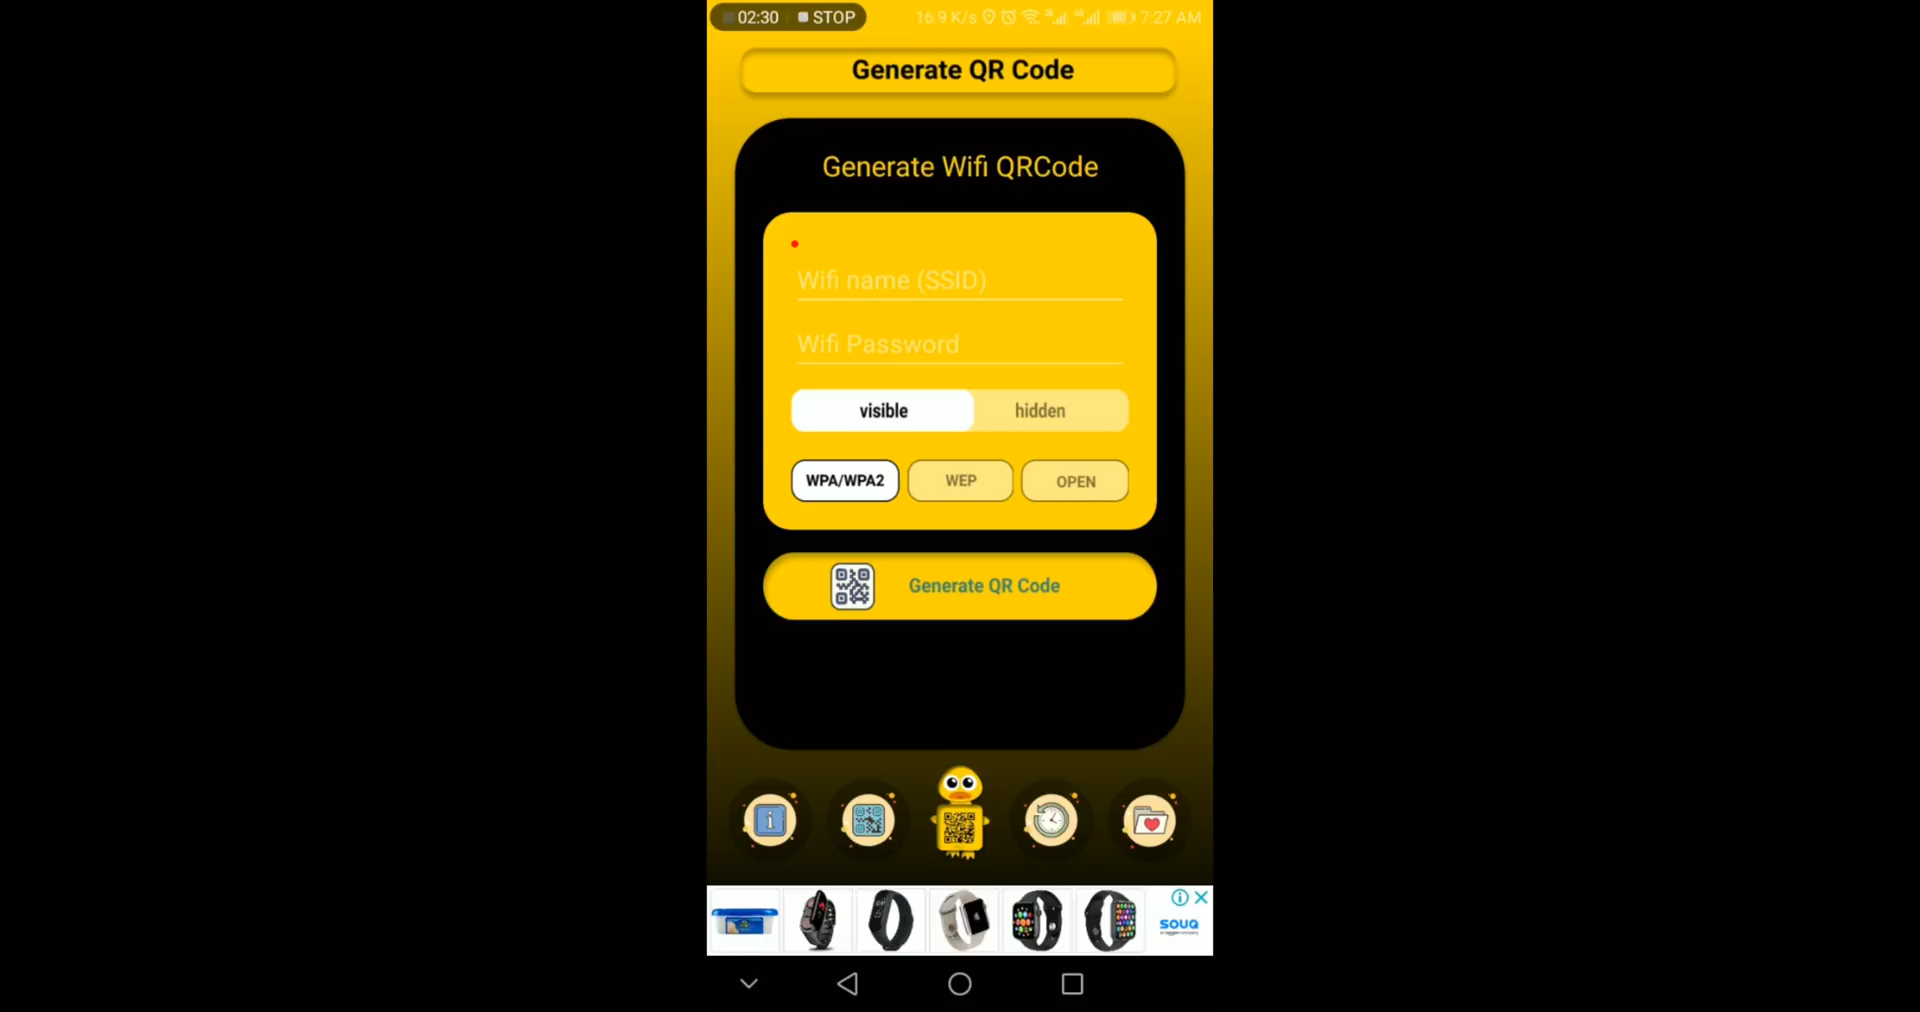 02:30 STOP 16.9 K/s 7:27 AM
Generate QR Code
Generate Wifi QRCode
Wifi name (SSID)
Wifi Password
visible hidden
WPA/WPA2 WEP OPEN
Generate QR Code
SOUQ